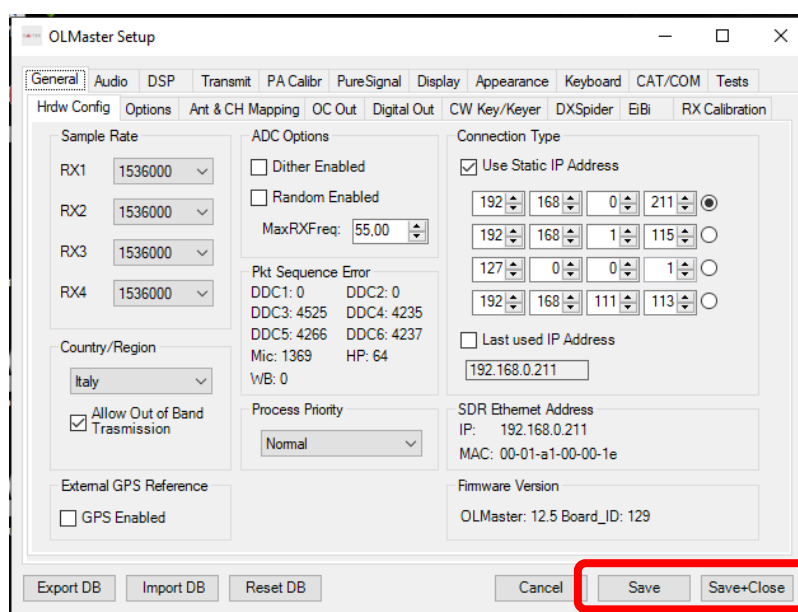 OLMaster Setup
General Audio DSP Transmit PA Calibr PureSignal Display Appearance Keyboard CAT/COM Tests
Hrdw Config Options Ant & CH Mapping OC Out Digital Out CW Key/Keyer DXSpider EiBi RX Calibration
Sample Rate
RX1 1536000
RX2 1536000
RX3 1536000
RX4 1536000
Country/Region
Italy
Allow Out of Band
Trasmission
External GPS Reference
GPS Enabled
ADC Options
Dither Enabled
Random Enabled
MaxRXFreq: 55,00
Pkt Sequence Error
DDC1: 0 DDC2: 0
DDC3: 4525 DDC4: 4235
DDC5: 4266 DDC6: 4237
Mic: 1369 HP: 64
WB: 0
Process Priority
Normal
Connection Type
Use Static IP Address
192 168 0 211
192 168 1 115
127 0 0 1
192 168 111 113
Last used IP Address
192.168.0.211
SDR Ethernet Address
IP: 192.168.0.211
MAC: 00-01-a1-00-00-1e
Firmware Version
OLMaster: 12.5 Board_ID: 129
Export DB Import DB Reset DB Cancel Save Save+Close